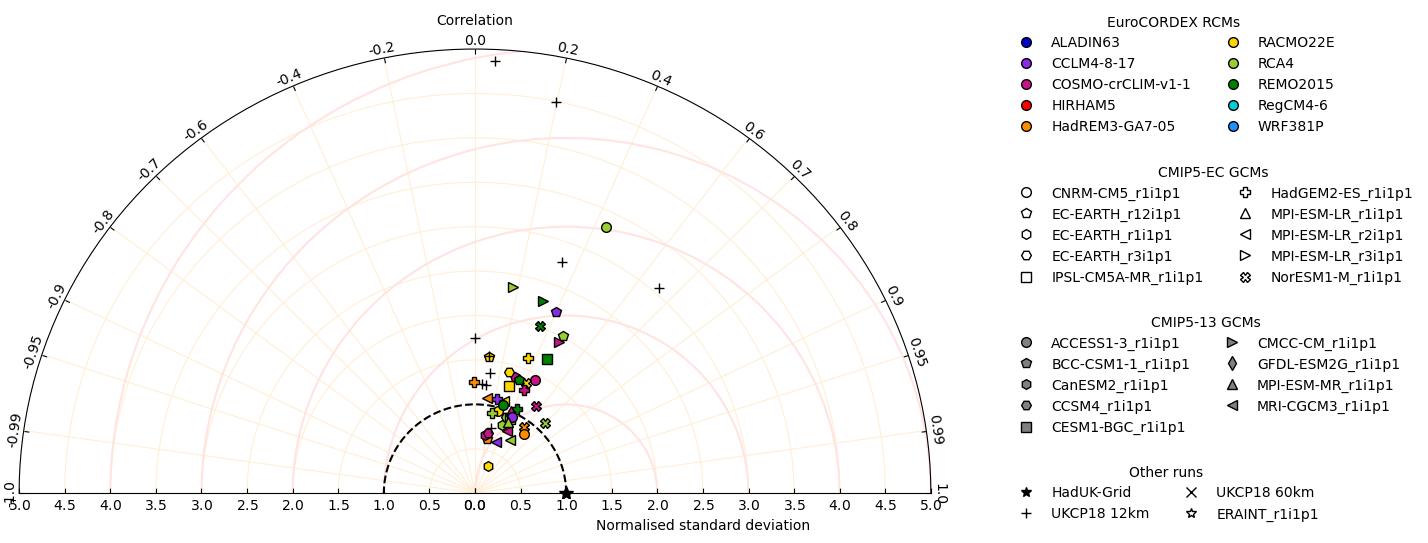 Correlation
0.0
-0.2
0.2
-0.4
0.4
-0.6
0.6
-0.7
0.7
-0.8
0.8
-0.9
0.9
-0.95
0.95
-0.99
0.99
-1.0
1.0
5.0 4.5 4.0 3.5 3.0 2.5 2.0 1.5 1.0 0.5 0.0 0.5 1.0 1.5 2.0 2.5 3.0 3.5 4.0 4.5 5.0
Normalised standard deviation
EuroCORDEX RCMs
ALADIN63 RACMO22E
CCLM4-8-17 RCA4
COSMO-crCLIM-v1-1 REMO2015
HIRHAM5 RegCM4-6
HadREM3-GA7-05 WRF381P
CMIP5-EC GCMs
CNRM-CM5_r1i1p1 HadGEM2-ES_r1i1p1
EC-EARTH_r12i1p1 MPI-ESM-LR_r1i1p1
EC-EARTH_r1i1p1 MPI-ESM-LR_r2i1p1
EC-EARTH_r3i1p1 MPI-ESM-LR_r3i1p1
IPSL-CM5A-MR_r1i1p1 NorESM1-M_r1i1p1
CMIP5-13 GCMs
ACCESS1-3_r1i1p1 CMCC-CM_r1i1p1
BCC-CSM1-1_r1i1p1 GFDL-ESM2G_r1i1p1
CanESM2_r1i1p1 MPI-ESM-MR_r1i1p1
CCSM4_r1i1p1 MRI-CGCM3_r1i1p1
CESM1-BGC_r1i1p1
Other runs
HadUK-Grid UKCP18 60km
UKCP18 12km ERAINT_r1i1p1